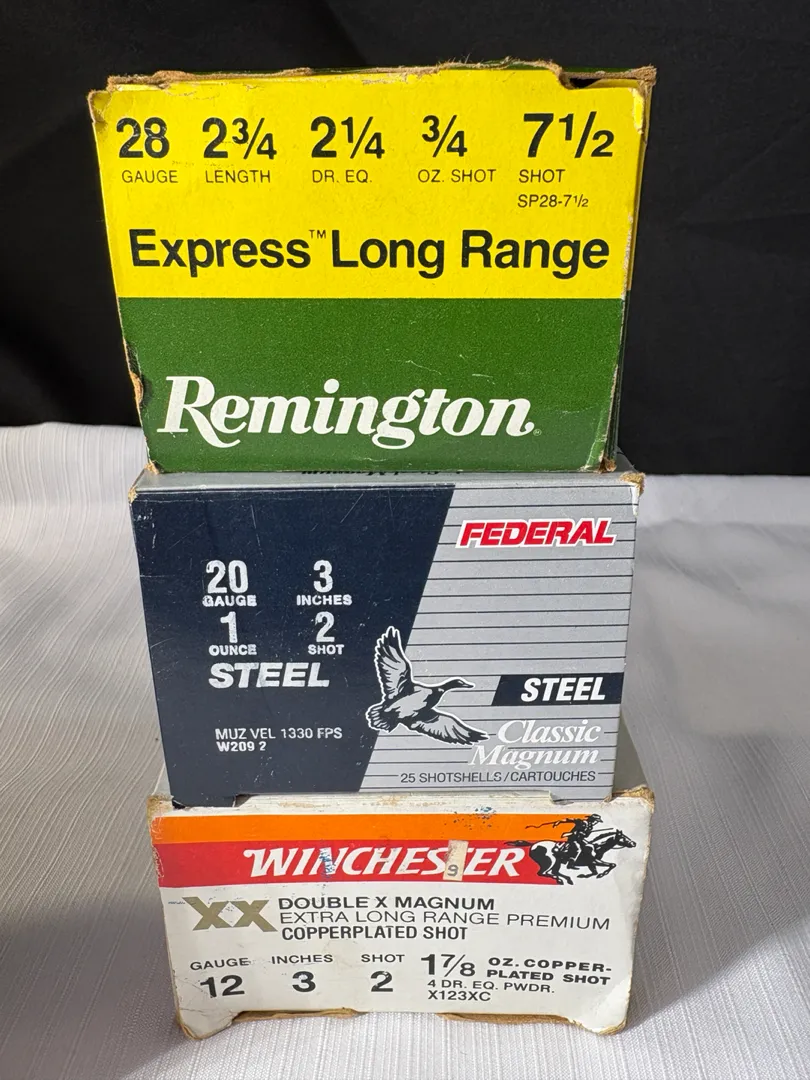 28 2¾ 2¼ ¾ 7½
GAUGE LENGTH DR. EQ. OZ. SHOT SHOT
SP28-7½
Express™ Long Range
Remington
FEDERAL
20 3
GAUGE INCHES
1 2
OUNCE SHOT
STEEL
STEEL
MUZ VEL 1330 FPS
W209 2
Classic
Magnum
25 SHOTSHELLS/CARTOUCHES
WINCHESTER
9
XX DOUBLE X MAGNUM
EXTRA LONG RANGE PREMIUM
COPPERPLATED SHOT
GAUGE INCHES SHOT
12 3 2
1⅞ OZ. COPPER-
PLATED SHOT
4 DR. EQ. PWDR.
X123XC